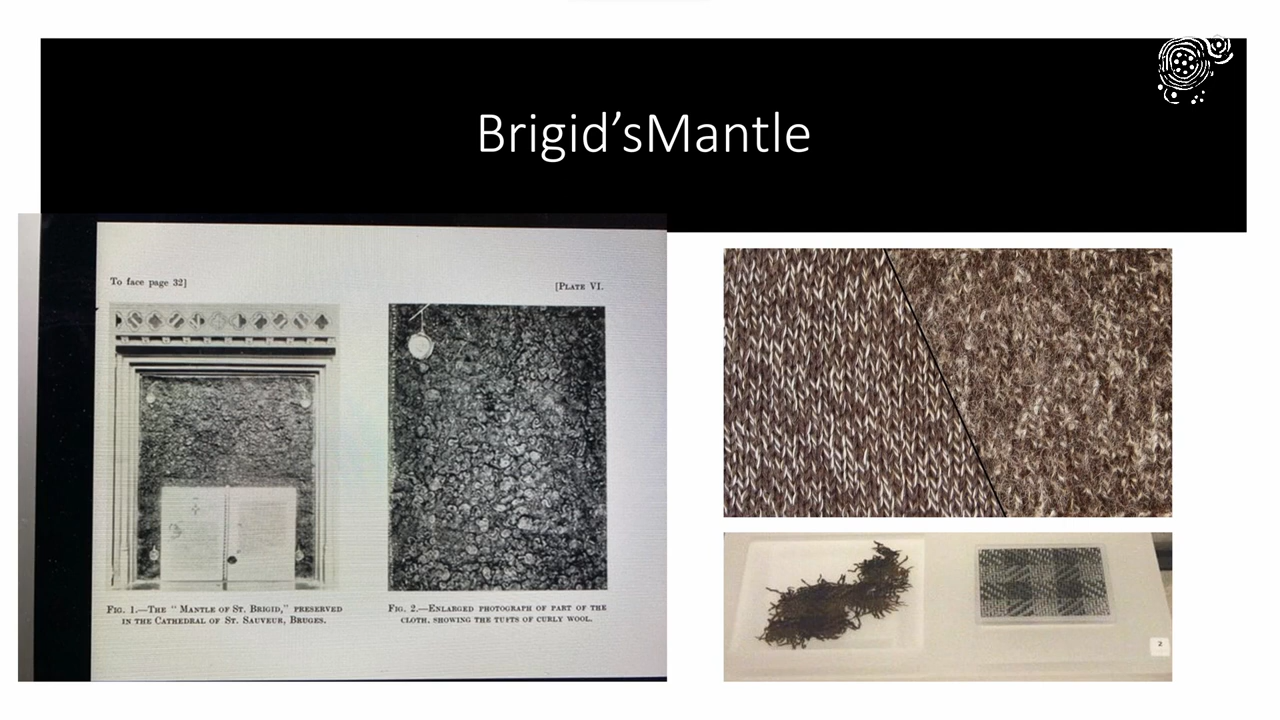 Brigid’sMantle
To face page 32]
[Plate VI.
Fig. 1.—The “ Mantle of St. Brigid,” preserved
in the Cathedral of St. Sauveur, Bruges.
Fig. 2.—Enlarged photograph of part of the
cloth, showing the tufts of curly wool.
2